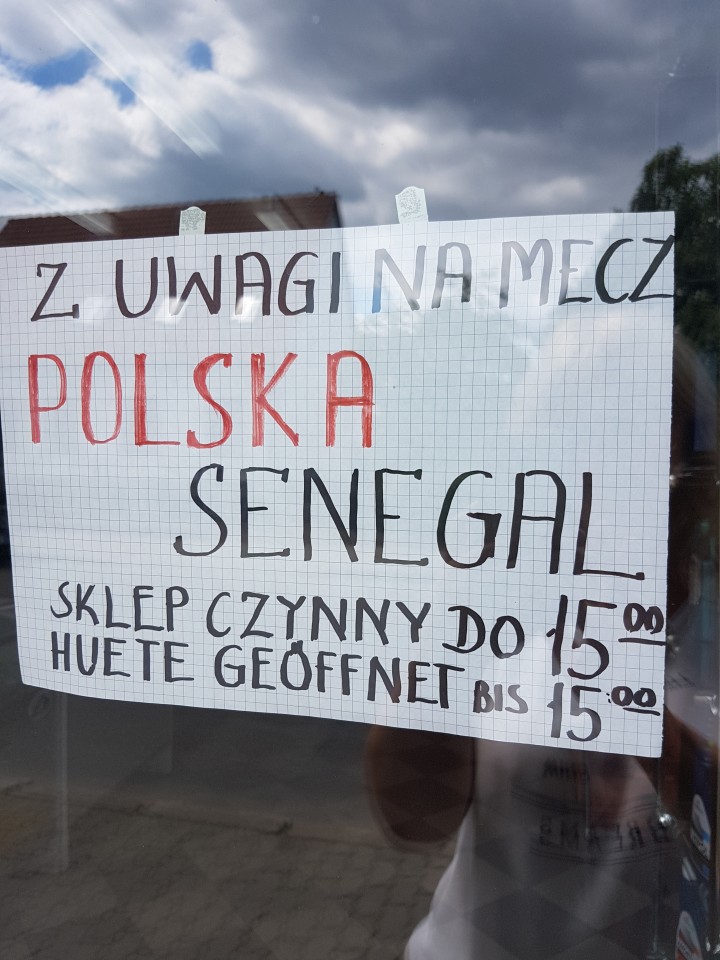 Z UWAGI NA MECZ
POLSKA
SENEGAL
SKLEP CZYNNY DO 15 00
HUETE GEÖFFNET BIS 15:00